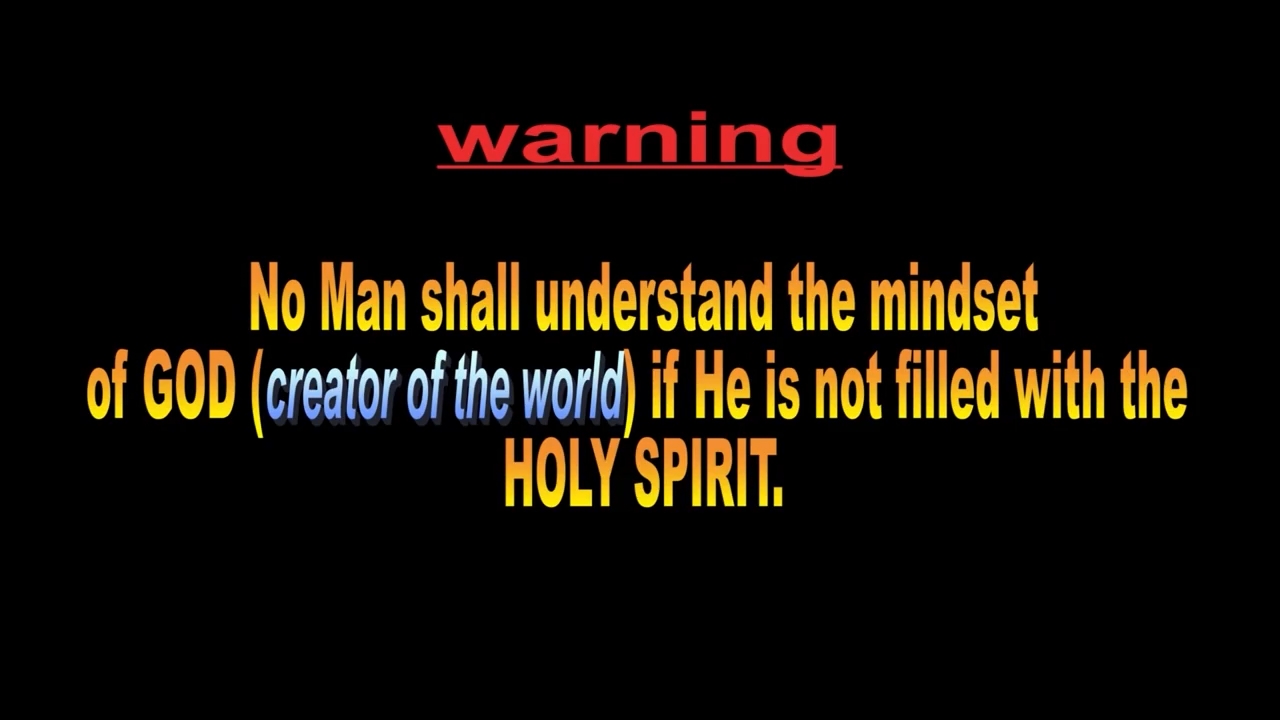 warning
No Man shall understand the mindset
of GOD (creator of the world) if He is not filled with the
HOLY SPIRIT.